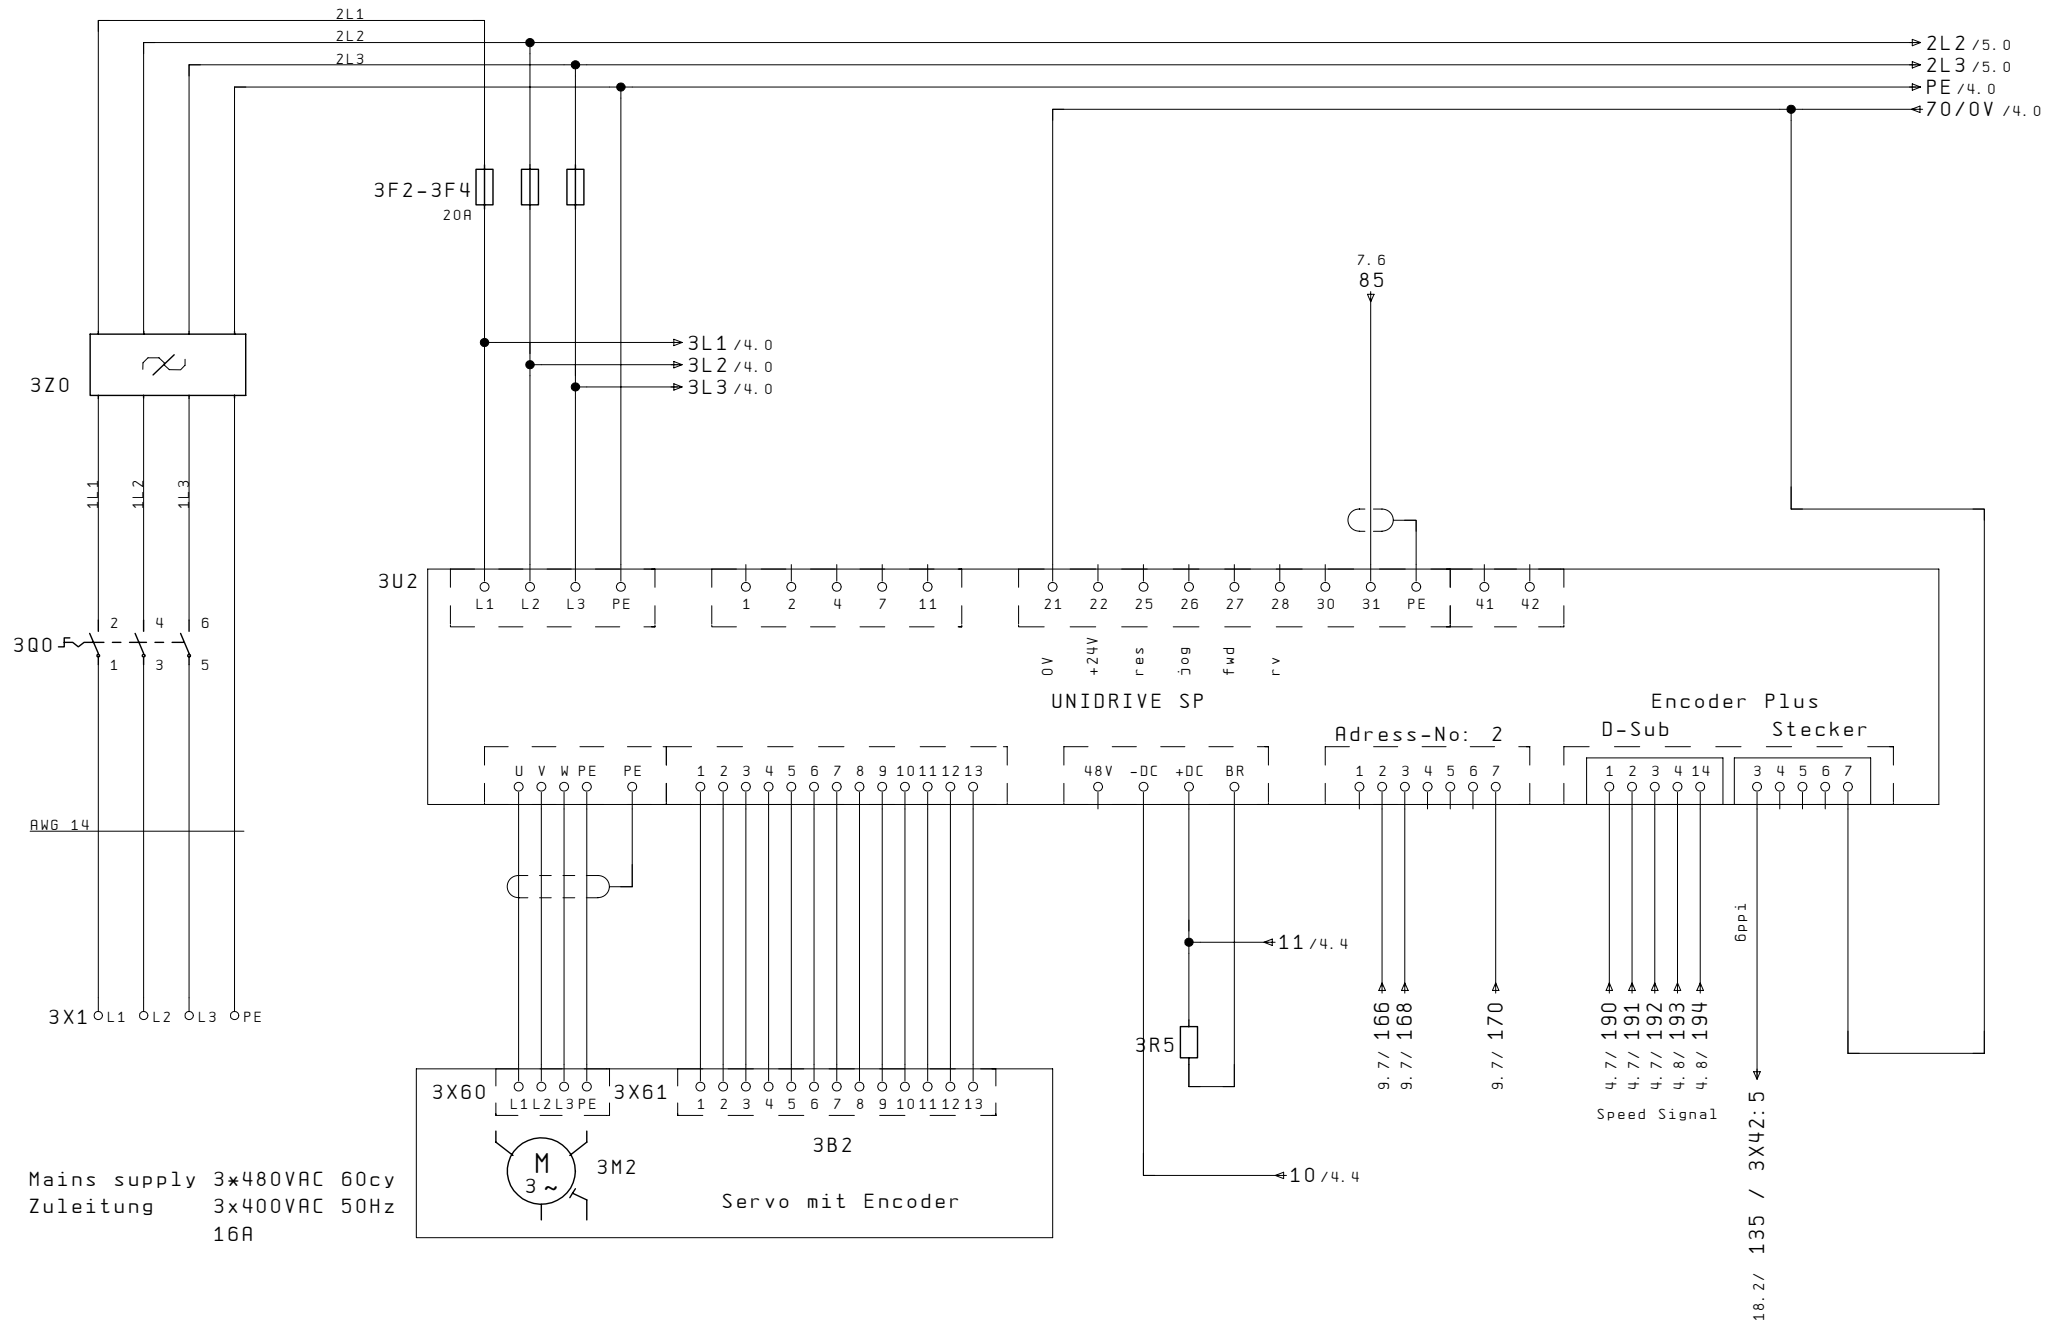 2L1
2L2
2L3
2L2 /5.0
2L3 /5.0
PE /4.0
70/0V /4.0
3F2-3F4
20A
7.6
85
3L1 /4.0
3L2 /4.0
3L3 /4.0
3Z0
1L1 1L2 1L3
3U2
L1 L2 L3 PE
1 2 4 7 11
21 22 25 26 27 28 30 31 PE
41 42
0V +24V res jog fwd rv
2 4 6
3Q0
1 3 5
UNIDRIVE SP
Encoder Plus
Adress-No: 2
D-Sub Stecker
U V W PE PE
1 2 3 4 5 6 7 8 9 10 11 12 13
48V -DC +DC BR
1 2 3 4 5 6 7
1 2 3 4 14
3 4 5 6 7
AWG 14
6ppi
11 /4.4
3X1 L1 L2 L3 PE
3R5
9.7/ 166
9.7/ 168
9.7/ 170
4.7/ 190
4.7/ 191
4.7/ 192
4.8/ 193
4.8/ 194
Speed Signal
18.2/ 135 / 3X42:5
3X60
L1 L2 L3 PE
3X61
1 2 3 4 5 6 7 8 9 10 11 12 13
3B2
M
3 ~
3M2
10 /4.4
Servo mit Encoder
Mains supply 3*480VAC 60cy
Zuleitung 3x400VAC 50Hz
16A